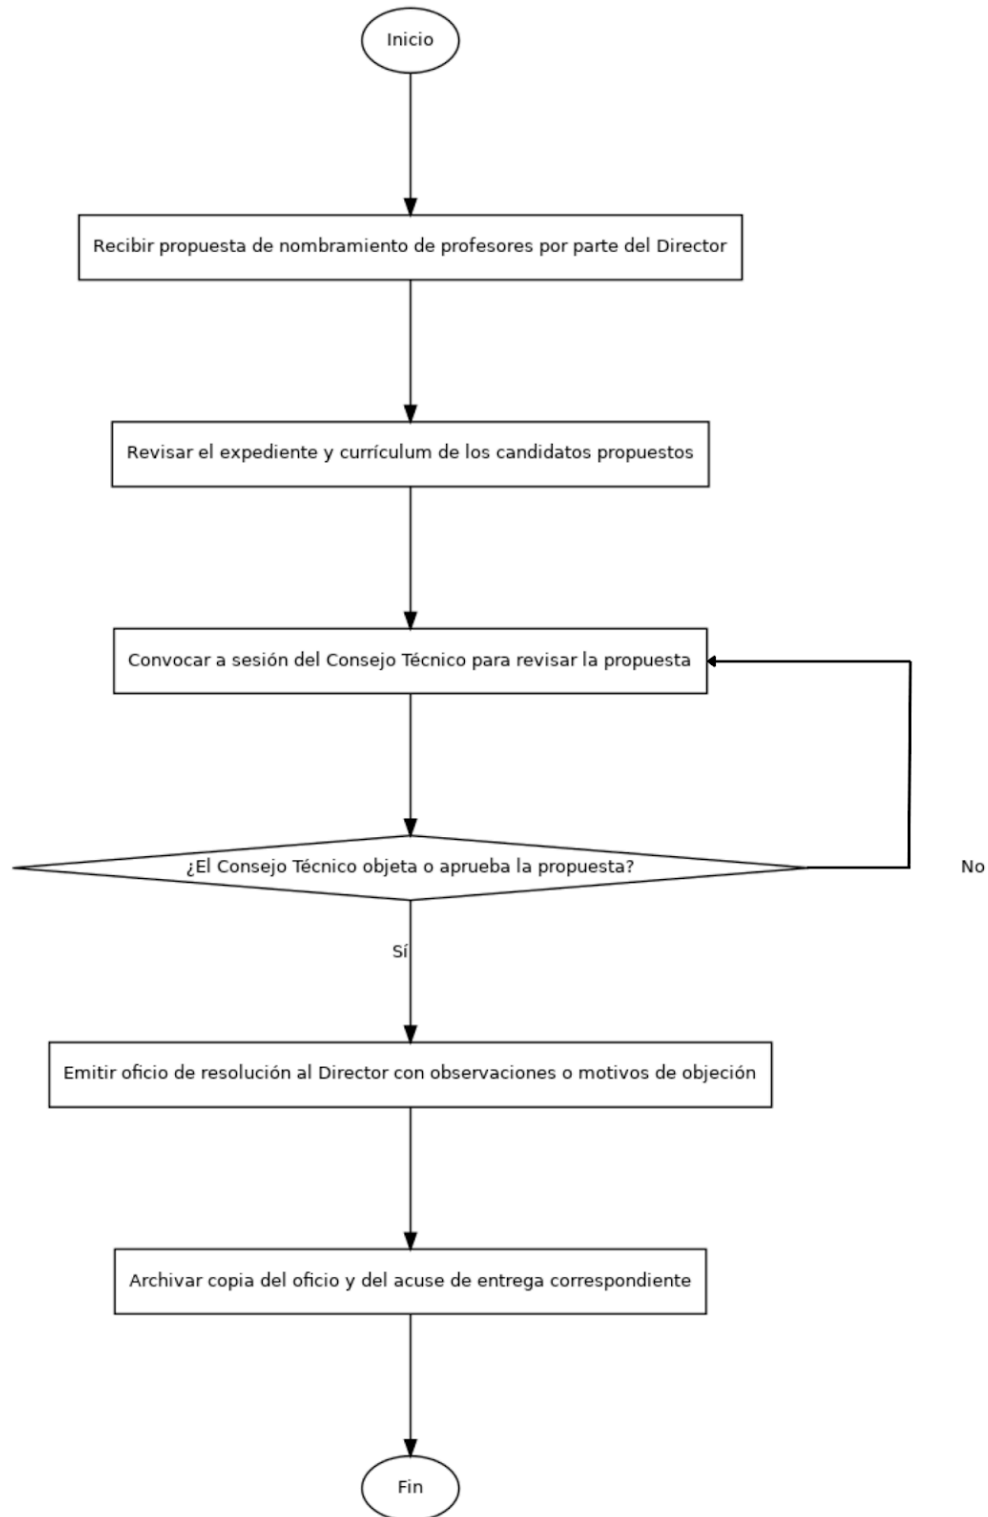 Inicio
Recibir propuesta de nombramiento de profesores por parte del Director
Revisar el expediente y currículum de los candidatos propuestos
Convocar a sesión del Consejo Técnico para revisar la propuesta
¿El Consejo Técnico objeta o aprueba la propuesta?
No
Sí
Emitir oficio de resolución al Director con observaciones o motivos de objeción
Archivar copia del oficio y del acuse de entrega correspondiente
Fin